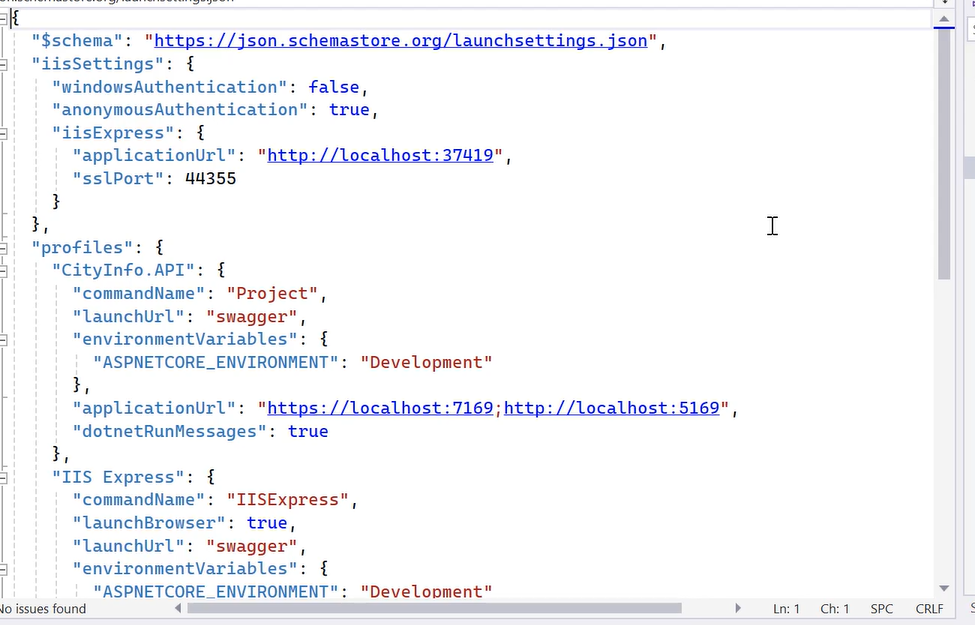 {
"$schema": "https://json.schemastore.org/launchsettings.json",
"iisSettings": {
"windowsAuthentication": false,
"anonymousAuthentication": true,
"iisExpress": {
"applicationUrl": "http://localhost:37419",
"sslPort": 44355
}
},
"profiles": {
"CityInfo.API": {
"commandName": "Project",
"launchUrl": "swagger",
"environmentVariables": {
"ASPNETCORE_ENVIRONMENT": "Development"
},
"applicationUrl": "https://localhost:7169;http://localhost:5169",
"dotnetRunMessages": true
},
"IIS Express": {
"commandName": "IISExpress",
"launchBrowser": true,
"launchUrl": "swagger",
"environmentVariables": {
"ASPNETCORE_ENVIRONMENT": "Development"
No issues found Ln: 1 Ch: 1 SPC CRLF